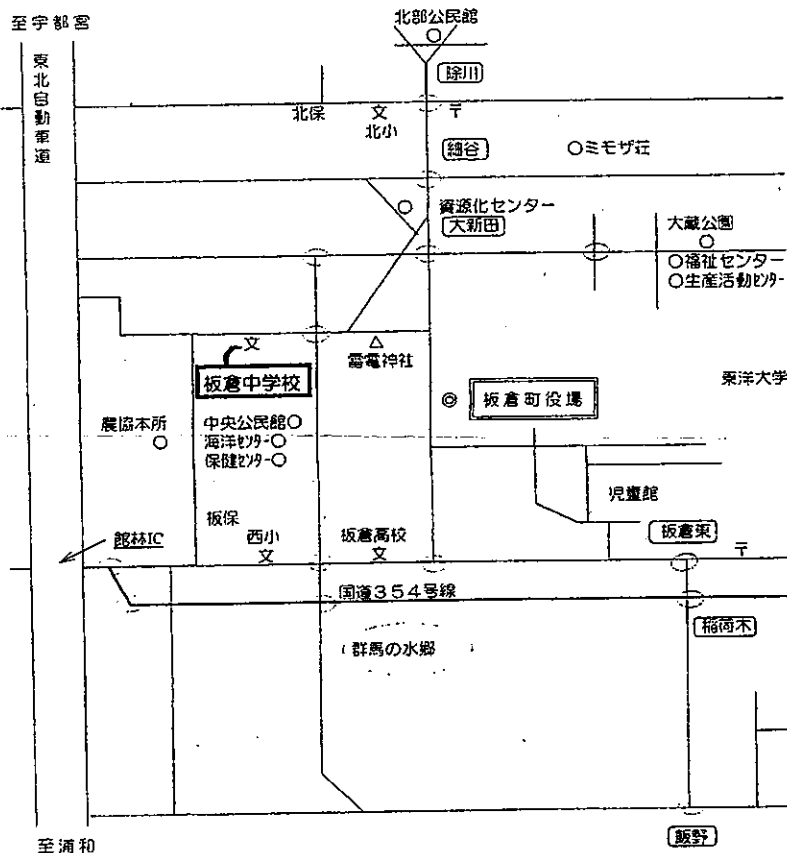 至宇都宮
東北自動車道
北部公民館
除川
北保
文
北小
〒
細谷
ミモザ荘
資源化センター
大新田
大蔵公園
福祉センター
生産活動センター
文
板倉中学校
雷電神社
東洋大学
板倉町役場
農協本所
中央公民館
海洋センター
保健センター
児童館
板保
西小
文
板倉高校
文
板倉東
〒
館林IC
国道354号線
稲荷木
群馬の水郷
飯野
至浦和